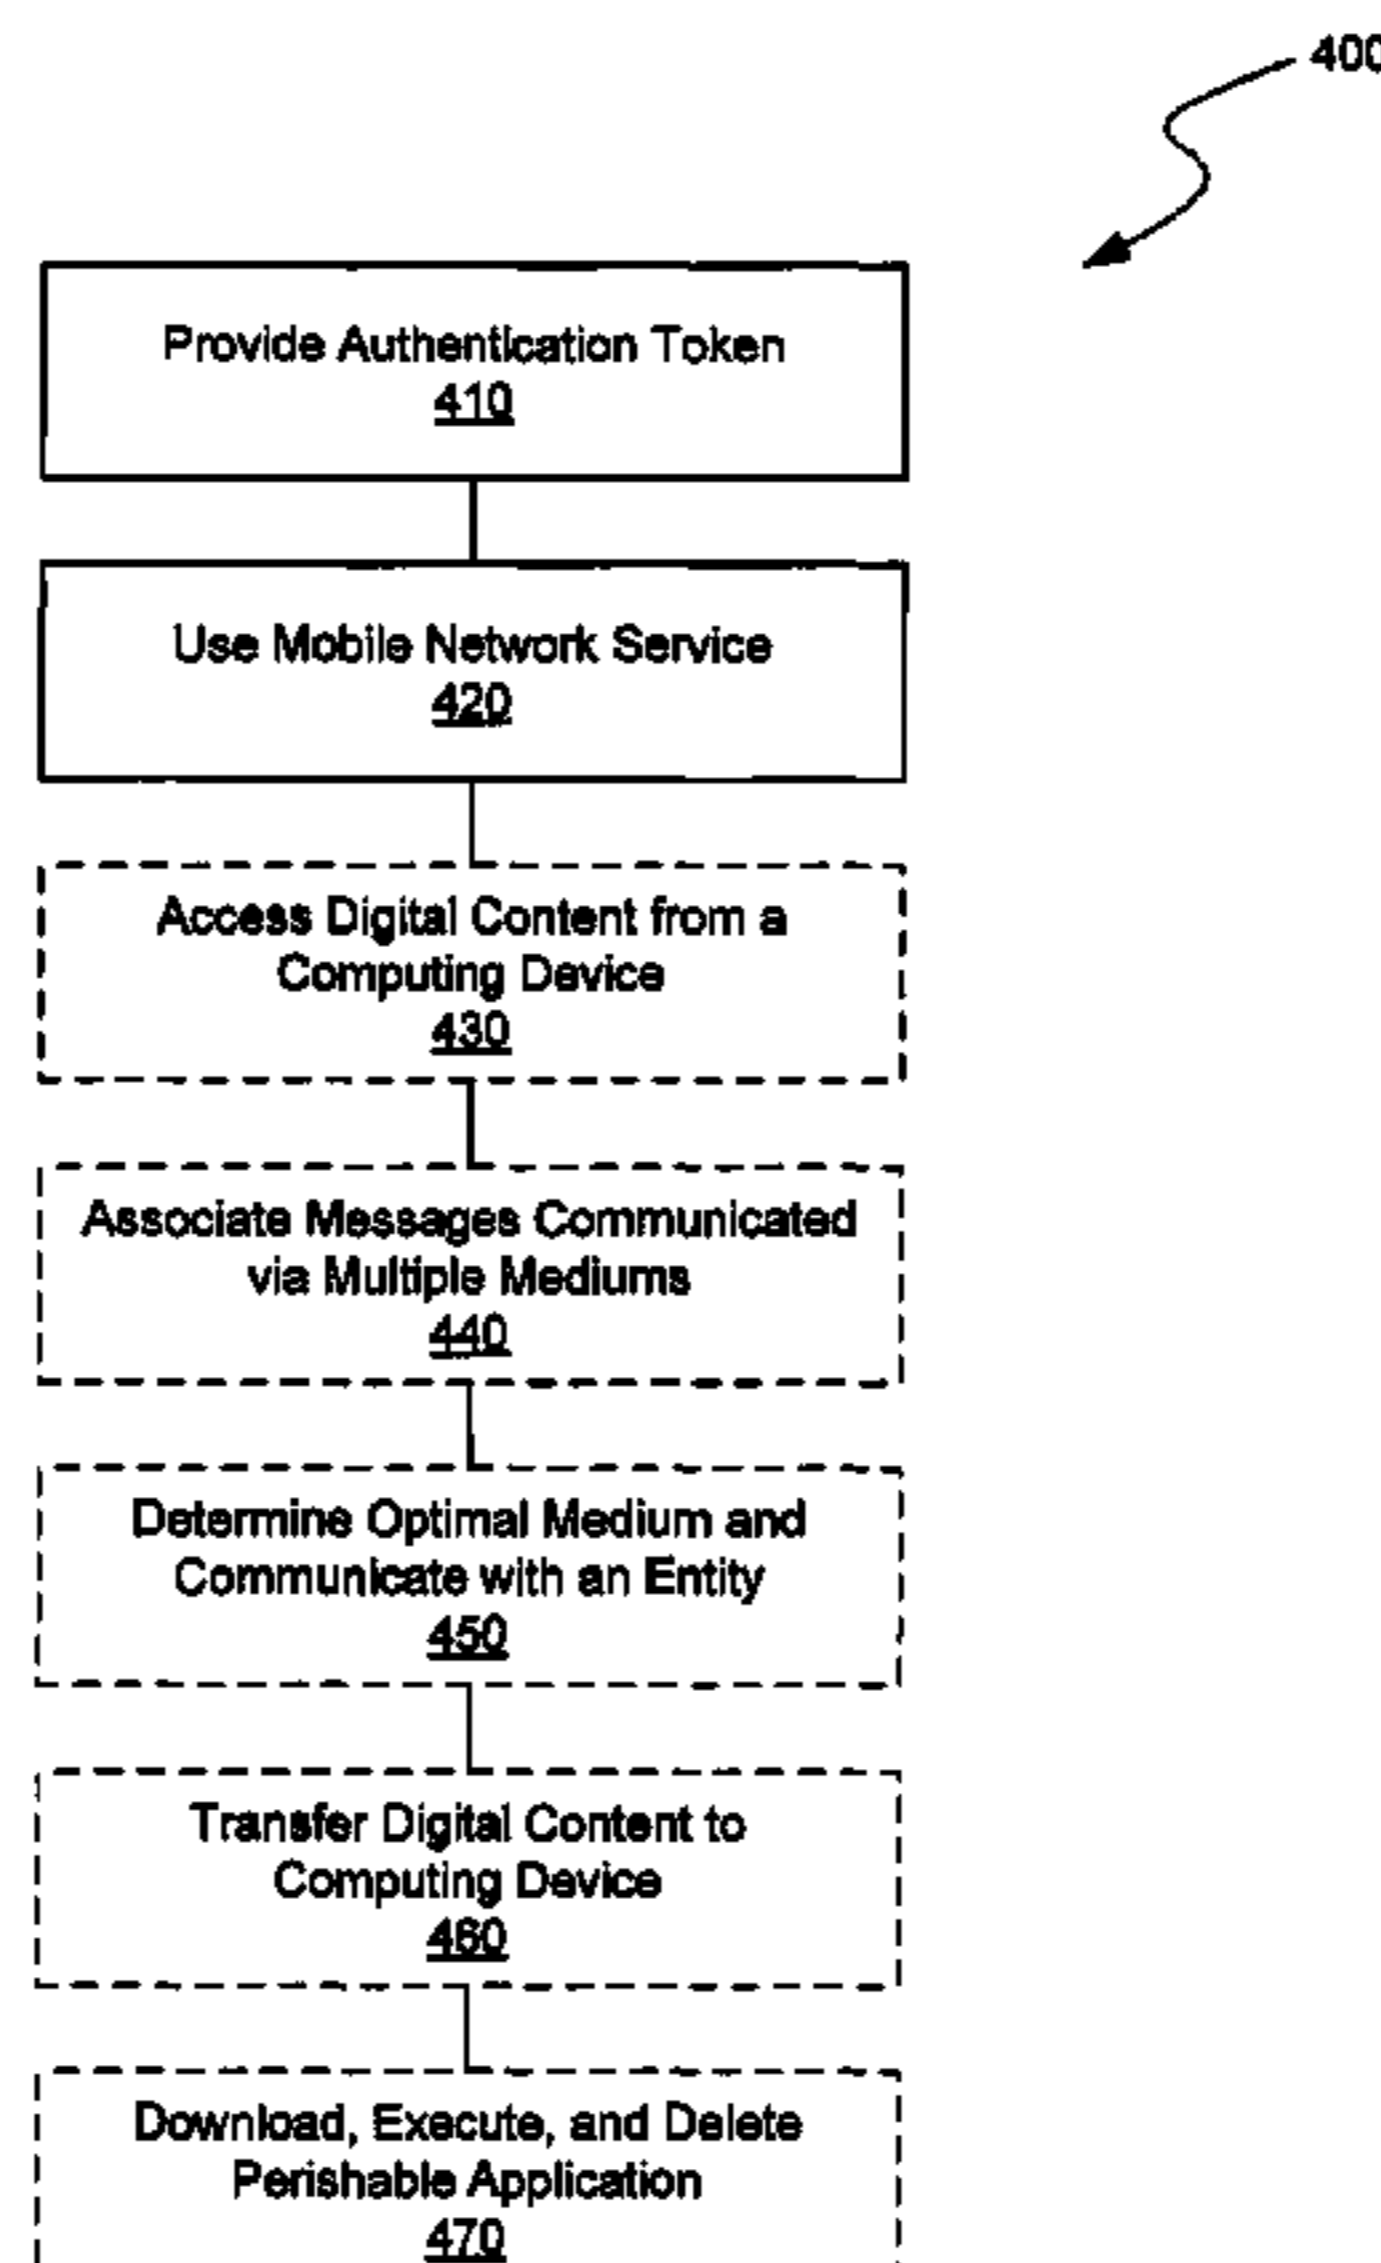 400
Provide Authentication Token
410
Use Mobile Network Service
420
Access Digital Content from a
Computing Device
430
Associate Messages Communicated
via Multiple Mediums
440
Determine Optimal Medium and
Communicate with an Entity
450
Transfer Digital Content to
Computing Device
460
Download, Execute, and Delete
Perishable Application
470